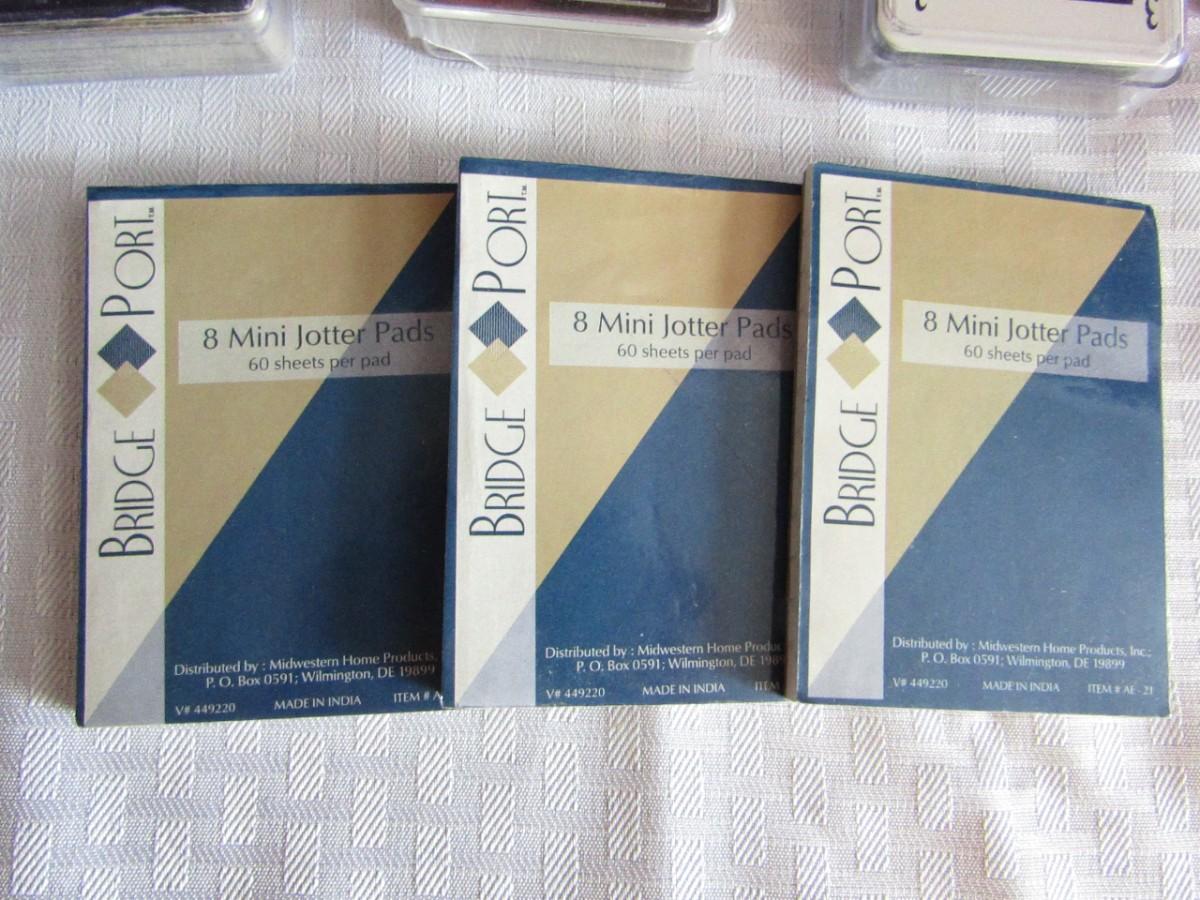 BRIDGE PORT™
8 Mini Jotter Pads
60 sheets per pad
Distributed by : Midwestern Home Products,
P. O. Box 0591; Wilmington, DE 19899
V# 449220 MADE IN INDIA ITEM # A
BRIDGE PORT™
8 Mini Jotter Pads
60 sheets per pad
Distributed by : Midwestern Home Produc
P. O. Box 0591; Wilmington, DE 1989
V# 449220 MADE IN INDIA ITEM
BRIDGE PORT™
8 Mini Jotter Pads
60 sheets per pad
Distributed by : Midwestern Home Products, Inc.;
P. O. Box 0591; Wilmington, DE 19899
V# 449220 MADE IN INDIA ITEM # AE - 21